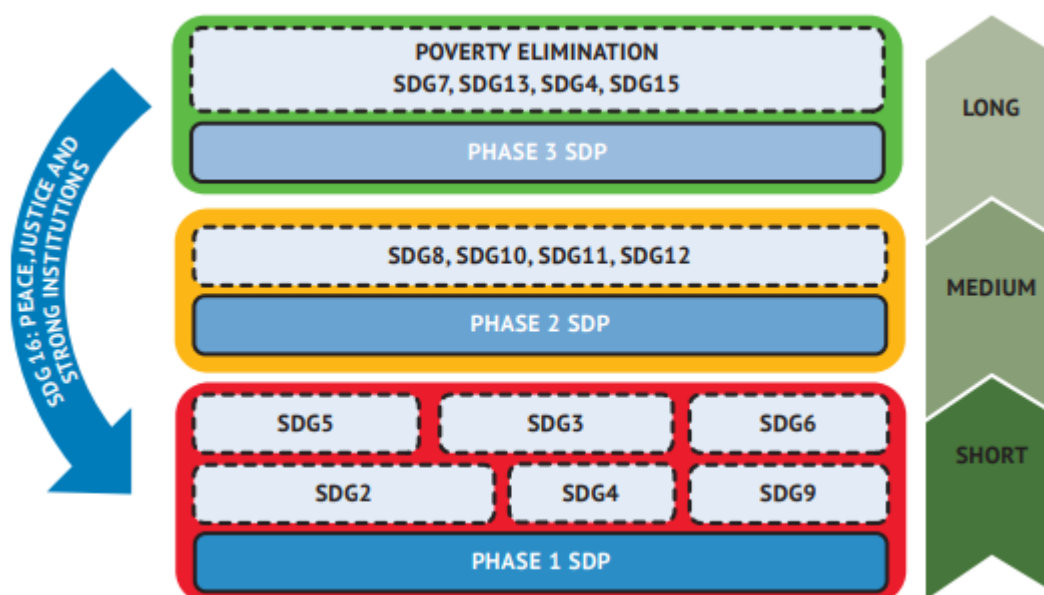 POVERTY ELIMINATION
SDG7, SDG13, SDG4, SDG15
PHASE 3 SDP
LONG
SDG 16: PEACE, JUSTICE AND
STRONG INSTITUTIONS
SDG8, SDG10, SDG11, SDG12
PHASE 2 SDP
MEDIUM
SDG5
SDG3
SDG6
SHORT
SDG2
SDG4
SDG9
PHASE 1 SDP